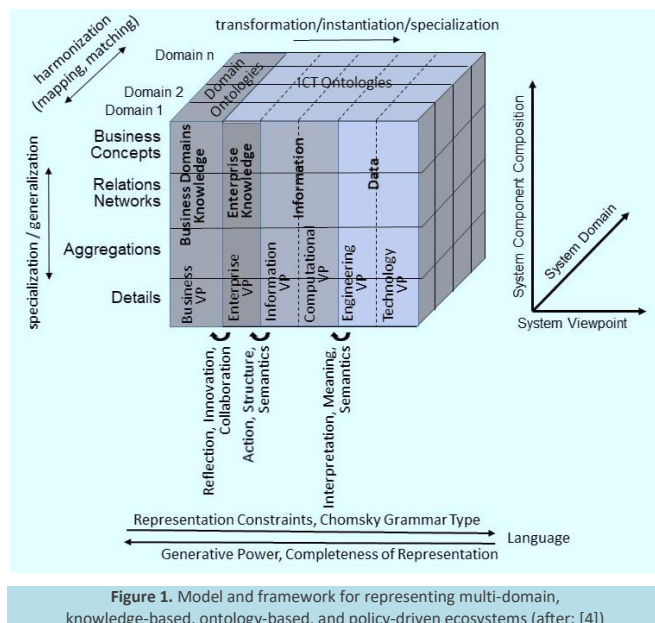 transformation/instantiation/specialization
harmonization
(mapping, matching)
Domain n
Domain 2
Domain 1
Domain
Ontologies
ICT Ontologies
Business
Concepts
Relations
Networks
Aggregations
Details
specialization / generalization
Business Domains
Knowledge
Enterprise
Knowledge
Information
Data
Business
VP
Enterprise
VP
Information
VP
Computational
VP
Engineering
VP
Technology
VP
System Component Composition
System Domain
System Viewpoint
Reflection, Innovation,
Collaboration
Action, Structure,
Semantics
Interpretation, Meaning,
Semantics
Representation Constraints, Chomsky Grammar Type
Language
Generative Power, Completeness of Representation
Figure 1. Model and framework for representing multi-domain,
knowledge-based, ontology-based, and policy-driven ecosystems (after: [4])